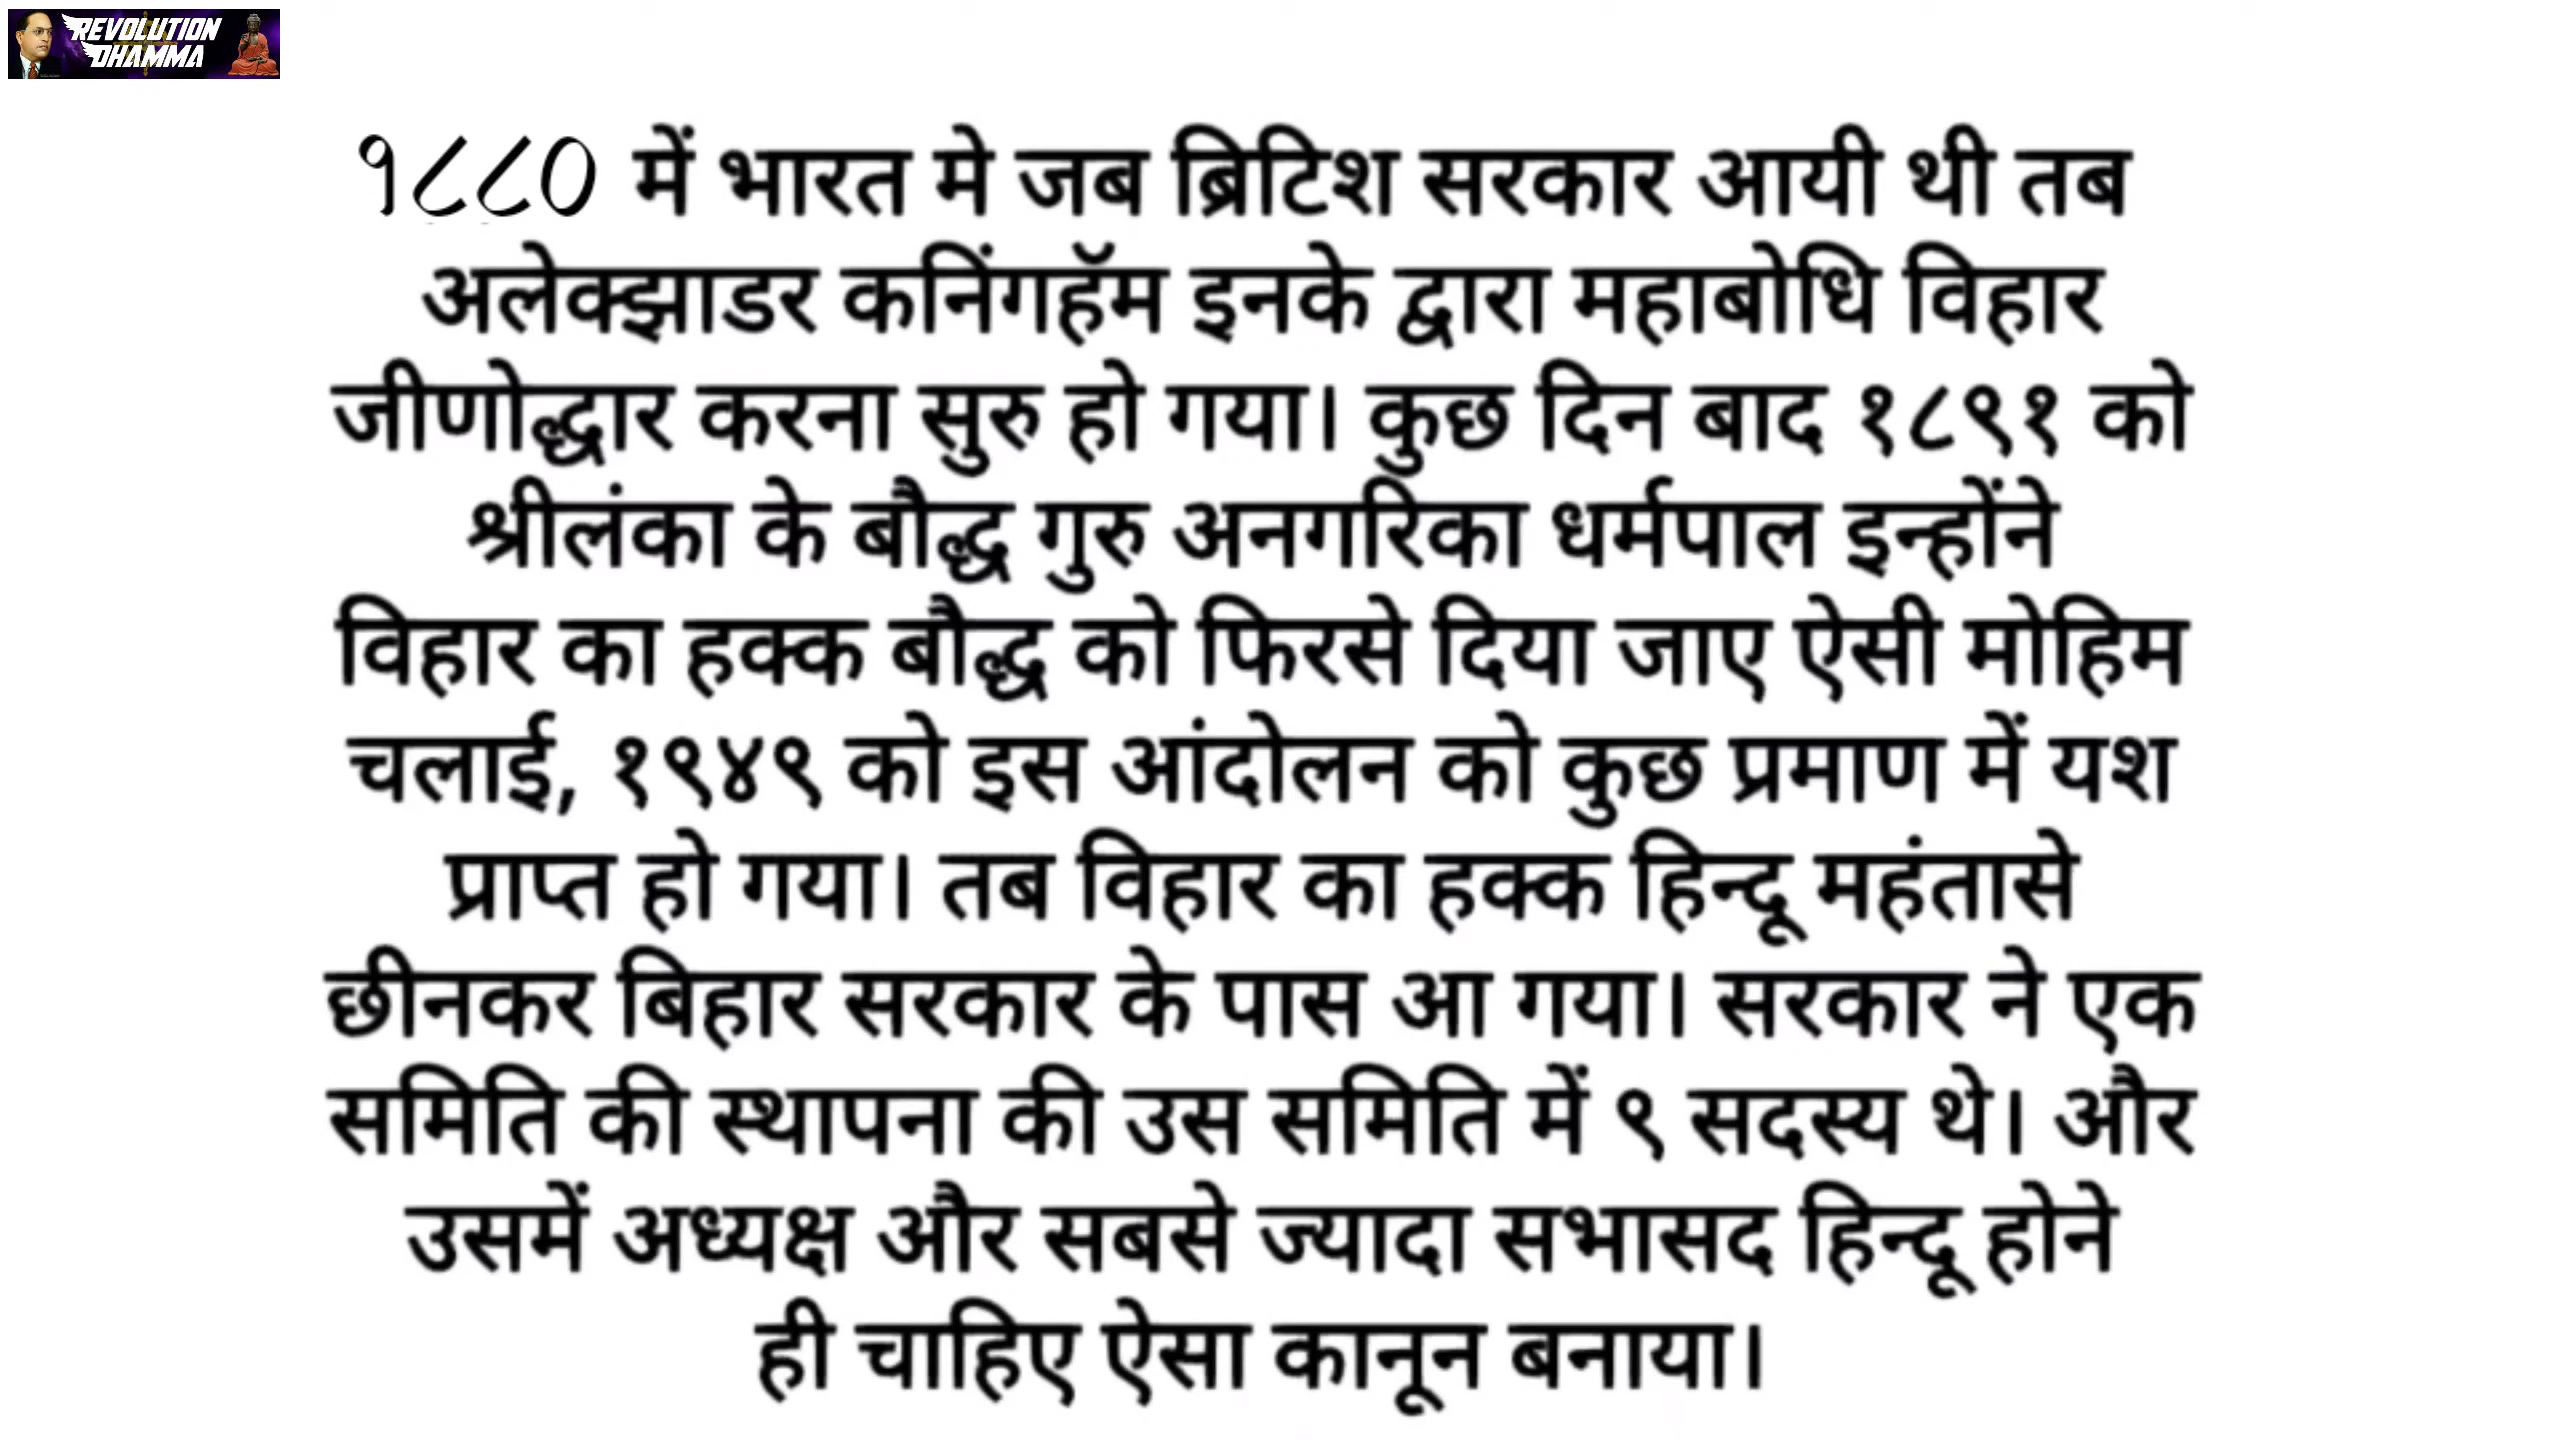 REVOLUTION
DHAMMA
१८८० में भारत मे जब ब्रिटिश सरकार आयी थी तब
अलेक्झाडर कनिंगहॅम इनके द्वारा महाबोधि विहार
जीणोद्धार करना सुरु हो गया। कुछ दिन बाद १८९१ को
श्रीलंका के बौद्ध गुरु अनगरिका धर्मपाल इन्होंने
विहार का हक्क बौद्ध को फिरसे दिया जाए ऐसी मोहिम
चलाई, १९४९ को इस आंदोलन को कुछ प्रमाण में यश
प्राप्त हो गया। तब विहार का हक्क हिन्दू महंतासे
छीनकर बिहार सरकार के पास आ गया। सरकार ने एक
समिति की स्थापना की उस समिति में ९ सदस्य थे। और
उसमें अध्यक्ष और सबसे ज्यादा सभासद हिन्दू होने
ही चाहिए ऐसा कानून बनाया।